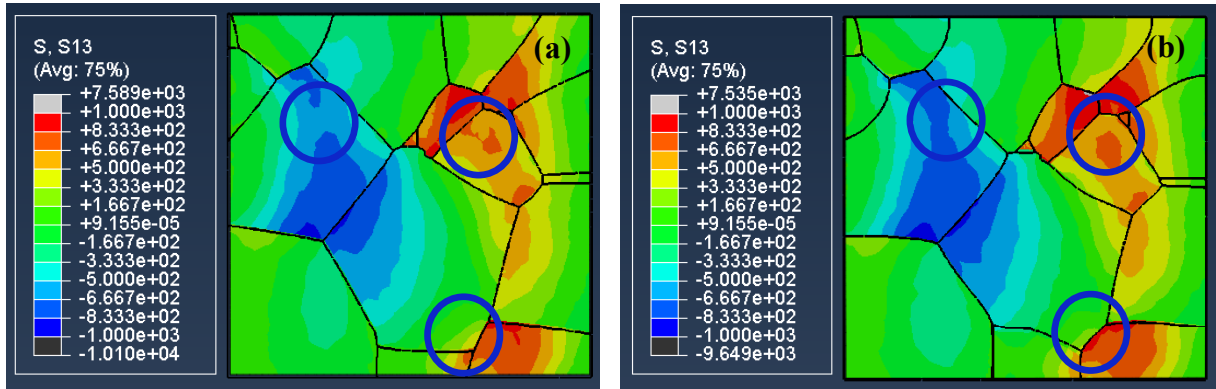 S, S13
(Avg: 75%)
+7.589e+03
+1.000e+03
+8.333e+02
+6.667e+02
+5.000e+02
+3.333e+02
+1.667e+02
+9.155e-05
-1.667e+02
-3.333e+02
-5.000e+02
-6.667e+02
-8.333e+02
-1.000e+03
-1.010e+04
(a)
S, S13
(Avg: 75%)
+7.535e+03
+1.000e+03
+8.333e+02
+6.667e+02
+5.000e+02
+3.333e+02
+1.667e+02
+9.155e-05
-1.667e+02
-3.333e+02
-5.000e+02
-6.667e+02
-8.333e+02
-1.000e+03
-9.649e+03
(b)